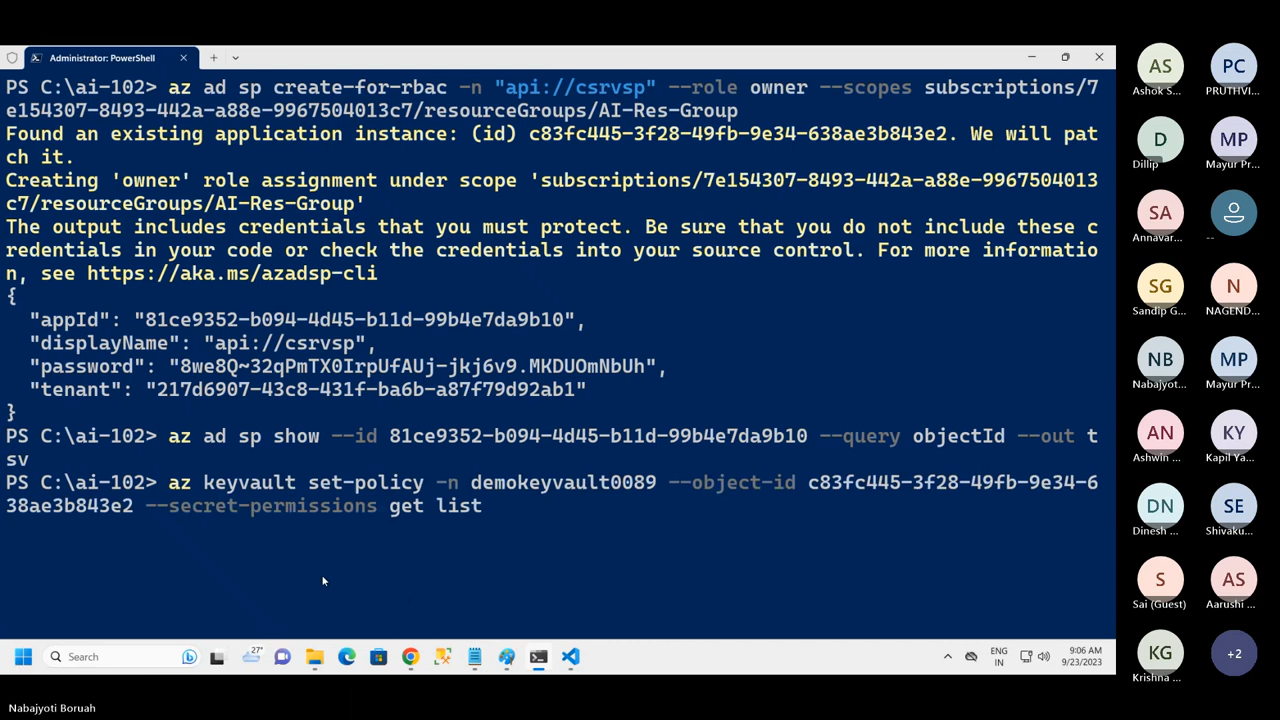 Administrator: PowerShell
PS C:\ai-102> az ad sp create-for-rbac -n "api://csrvsp" --role owner --scopes subscriptions/7
e154307-8493-442a-a88e-9967504013c7/resourceGroups/AI-Res-Group
Found an existing application instance: (id) c83fc445-3f28-49fb-9e34-638ae3b843e2. We will pat
ch it.
Creating 'owner' role assignment under scope 'subscriptions/7e154307-8493-442a-a88e-9967504013
c7/resourceGroups/AI-Res-Group'
The output includes credentials that you must protect. Be sure that you do not include these c
redentials in your code or check the credentials into your source control. For more informatio
n, see https://aka.ms/azadsp-cli
{
"appId": "81ce9352-b094-4d45-b11d-99b4e7da9b10",
"displayName": "api://csrvsp",
"password": "8we8Q~32qPmTX0IrpUfAUj-jkj6v9.MKDUOmNbUh",
"tenant": "217d6907-43c8-431f-ba6b-a87f79d92ab1"
}
PS C:\ai-102> az ad sp show --id 81ce9352-b094-4d45-b11d-99b4e7da9b10 --query objectId --out t
sv
PS C:\ai-102> az keyvault set-policy -n demokeyvault0089 --object-id c83fc445-3f28-49fb-9e34-6
38ae3b843e2 --secret-permissions get list
Search
27°
ENG
IN
9:06 AM
9/23/2023
AS
Ashok S...
PC
PRUTHVI...
D
Dillip
MP
Mayur Pr...
SA
Annavar...
--
SG
Sandip G...
N
NAGEND...
NB
Nabajyot...
MP
Mayur Pr...
AN
Ashwin ...
KY
Kapil Ya...
DN
Dinesh ...
SE
Shivaku...
S
Sai (Guest)
AS
Aarushi ...
KG
Krishna ...
+2
Nabajyoti Boruah